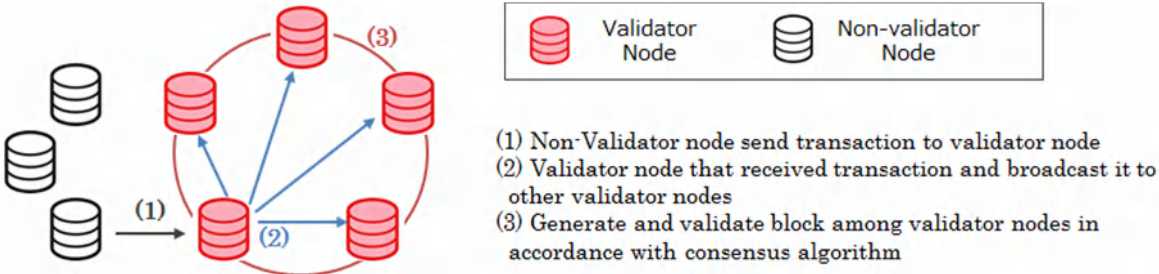 (3)
Validator
Node
Non-validator
Node
(1)
(2)
(1) Non-Validator node send transaction to validator node
(2) Validator node that received transaction and broadcast it to
other validator nodes
(3) Generate and validate block among validator nodes in
accordance with consensus algorithm